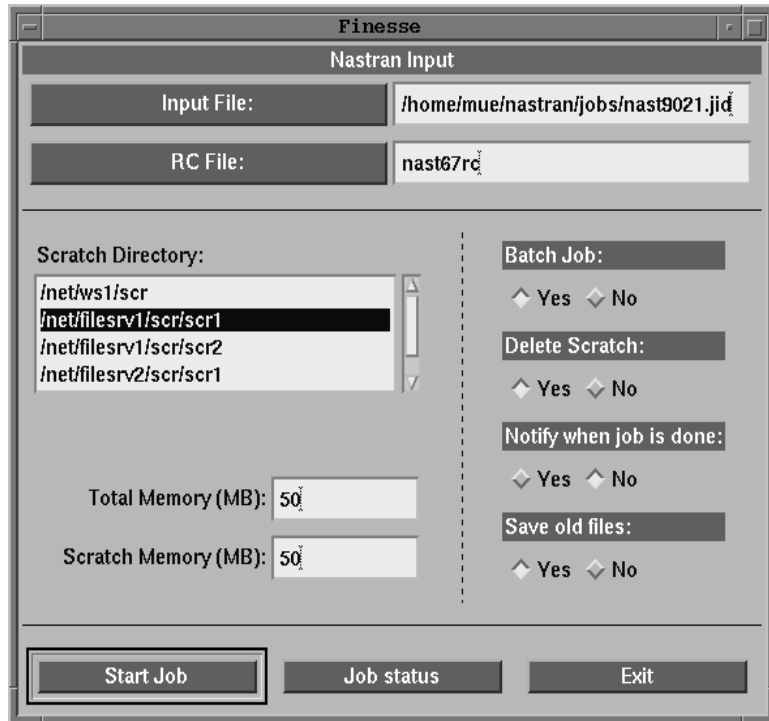 Finesse
Nastran Input
Input File: /home/mue/nastran/jobs/nast9021.jid
RC File: nast67rc
Scratch Directory:
/net/ws1/scr
/net/filesrv1/scr/scr1
/net/filesrv1/scr/scr2
/net/filesrv2/scr/scr1
Total Memory (MB): 50
Scratch Memory (MB): 50
Batch Job:
Yes No
Delete Scratch:
Yes No
Notify when job is done:
Yes No
Save old files:
Yes No
Start Job Job status Exit